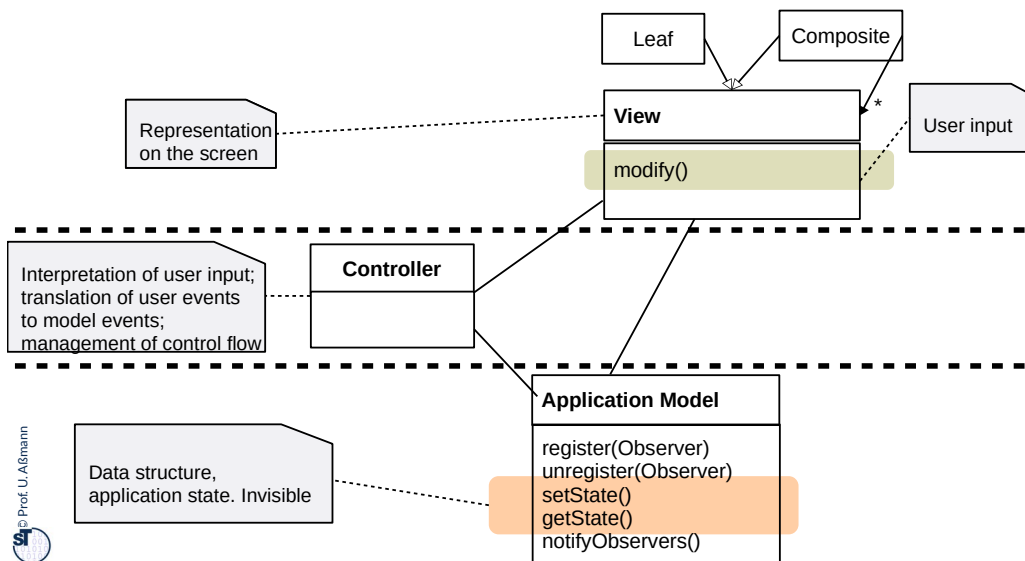 Leaf
Composite
Representation
on the screen
View
*
User input
modify()
Interpretation of user input;
translation of user events
to model events;
management of control flow
Controller
Application Model
register(Observer)
unregister(Observer)
setState()
getState()
notifyObservers()
Data structure,
application state. Invisible
© Prof. U. Aßmann
ST